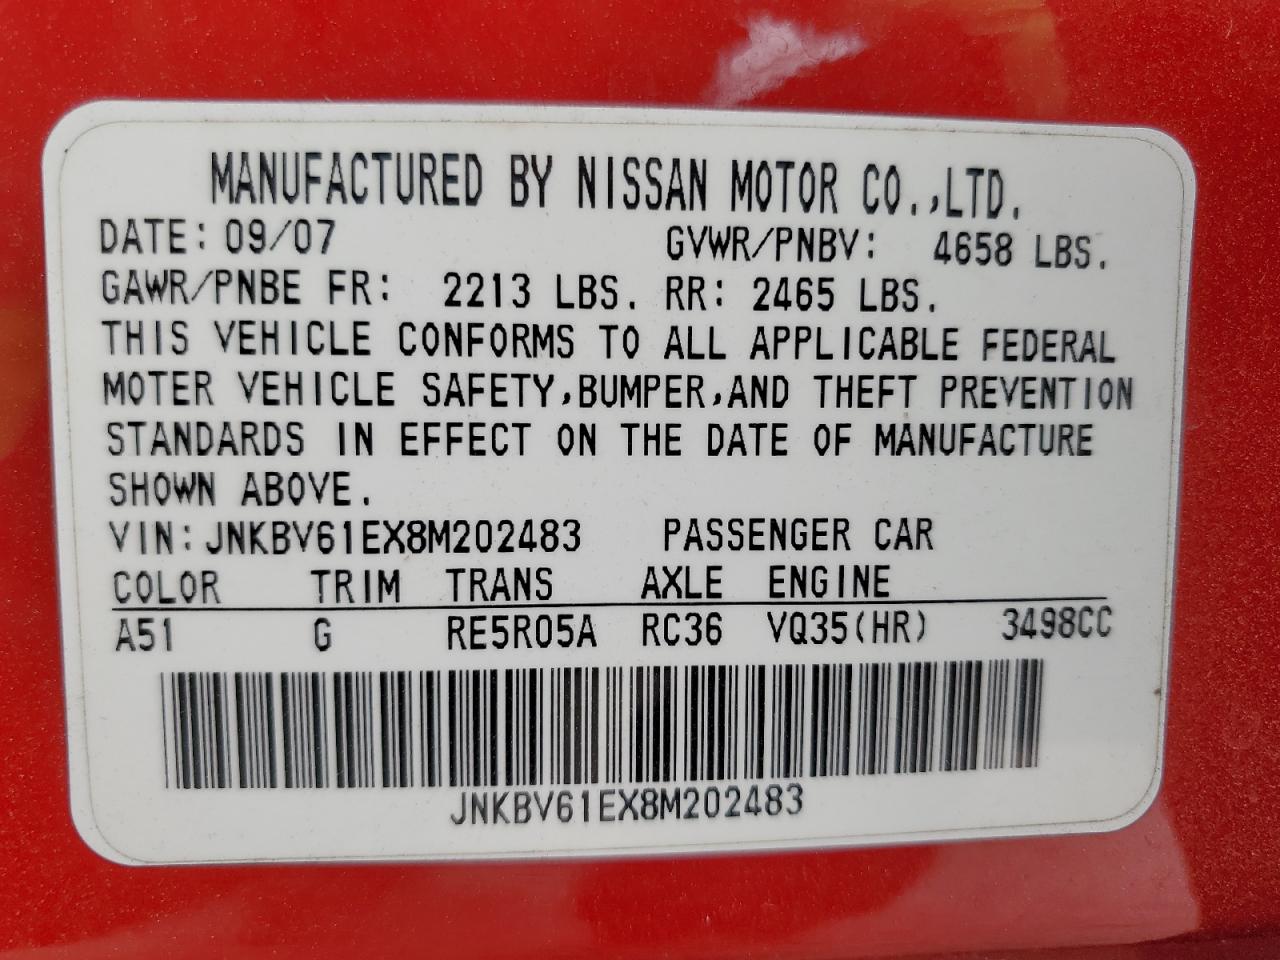 MANUFACTURED BY NISSAN MOTOR CO.,LTD.
DATE: 09/07 GVWR/PNBV: 4658 LBS.
GAWR/PNBE FR: 2213 LBS. RR: 2465 LBS.
THIS VEHICLE CONFORMS TO ALL APPLICABLE FEDERAL
MOTER VEHICLE SAFETY,BUMPER,AND THEFT PREVENTION
STANDARDS IN EFFECT ON THE DATE OF MANUFACTURE
SHOWN ABOVE.
VIN: JNKBV61EX8M202483 PASSENGER CAR
COLOR TRIM TRANS AXLE ENGINE
A51 G RE5R05A RC36 VQ35(HR) 3498CC
JNKBV61EX8M202483